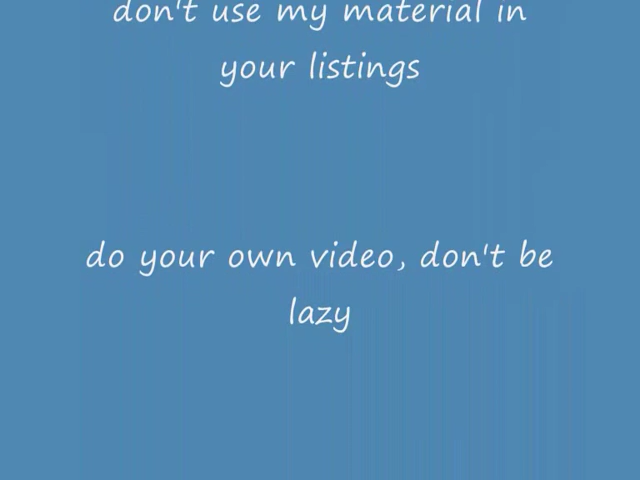 don't use my material in
your listings
do your own video, don't be
lazy